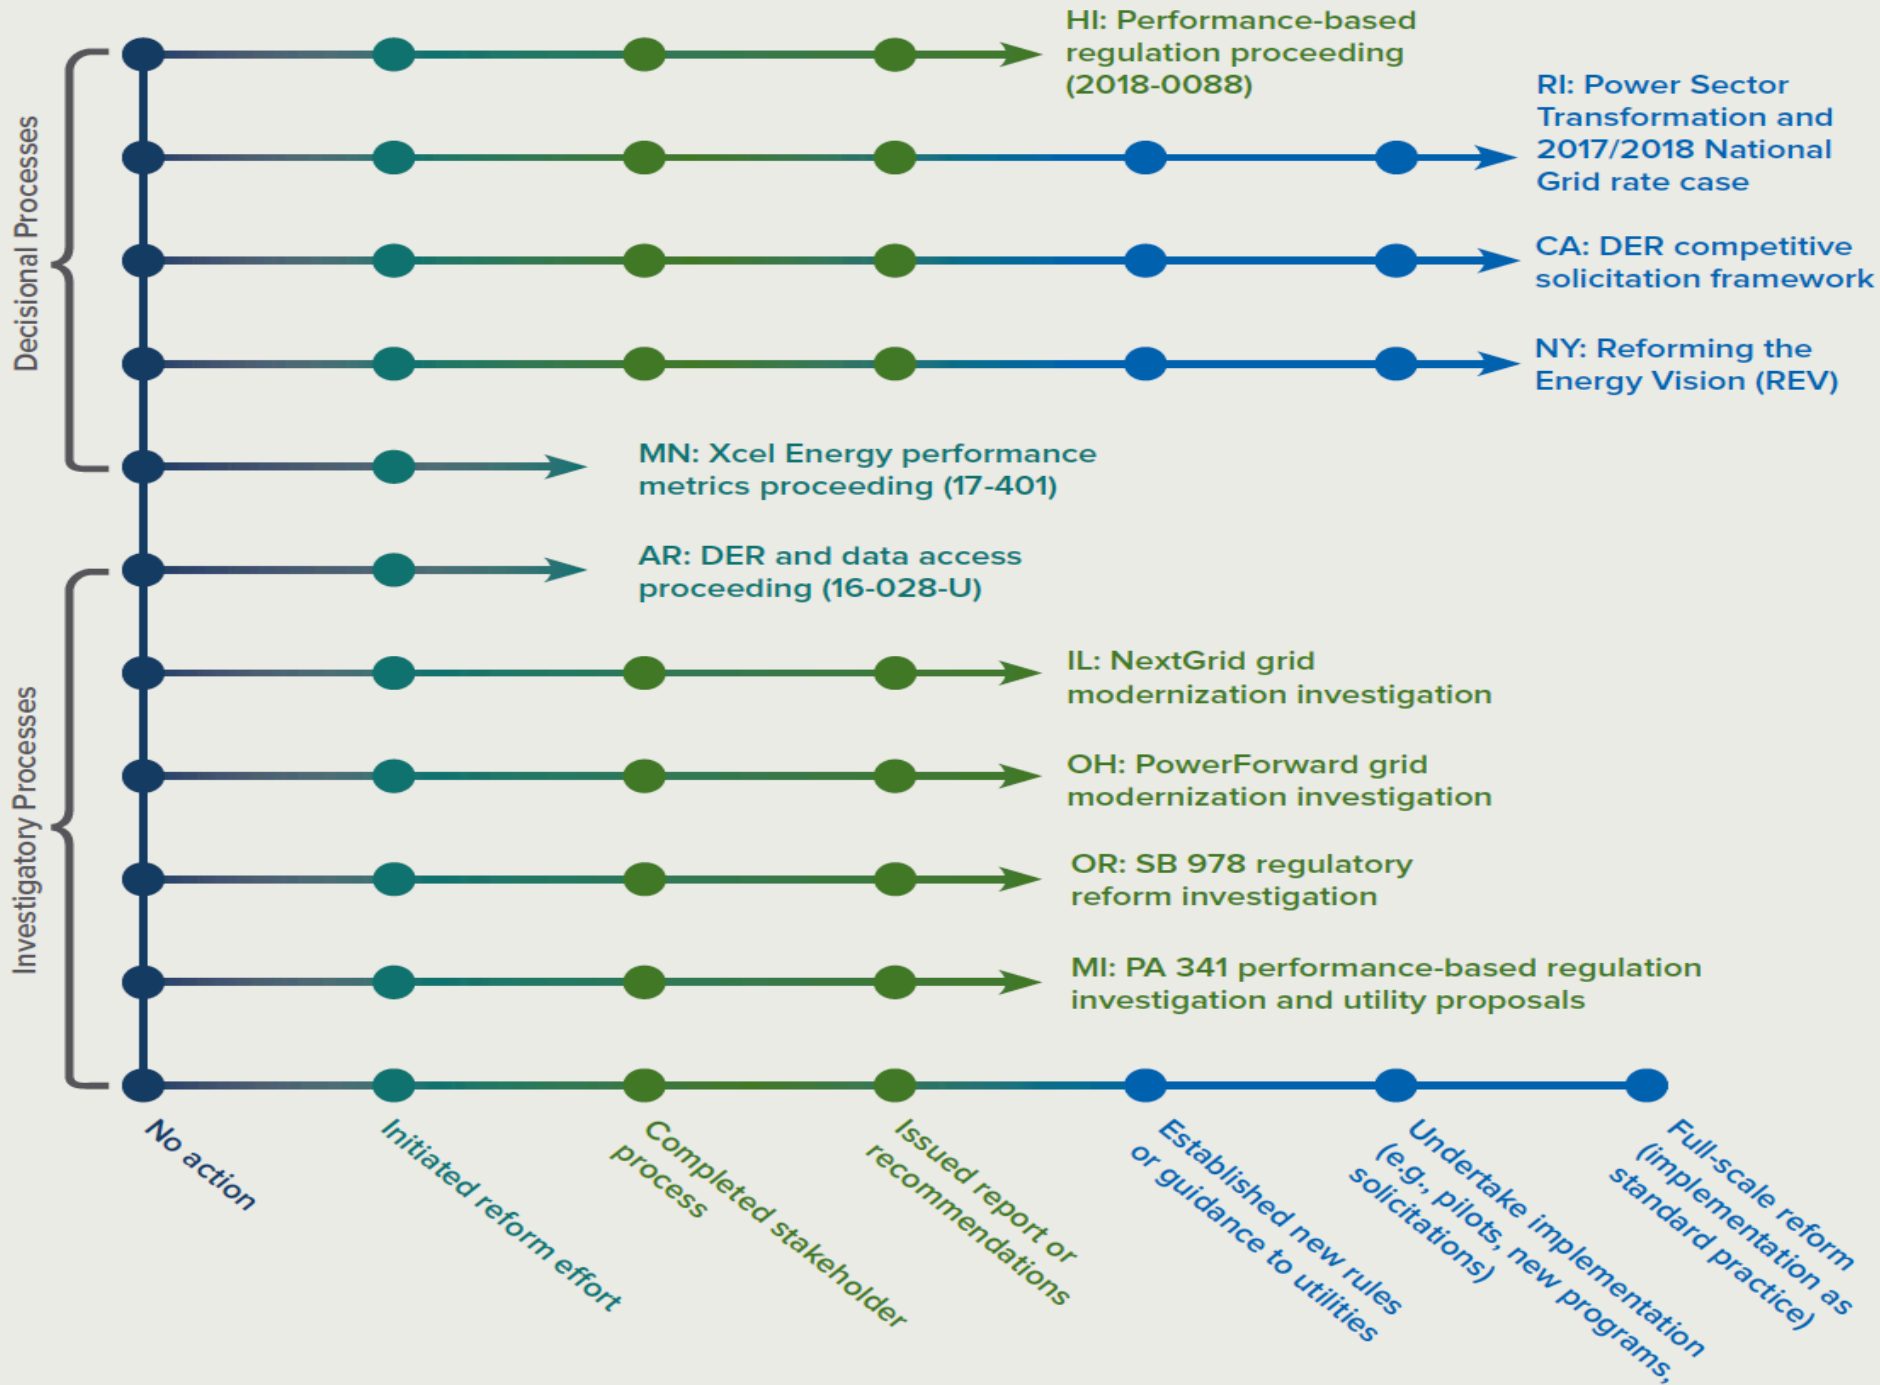 Decisional Processes
HI: Performance-based
regulation proceeding
(2018-0088)
RI: Power Sector
Transformation and
2017/2018 National
Grid rate case
CA: DER competitive
solicitation framework
NY: Reforming the
Energy Vision (REV)
MN: Xcel Energy performance
metrics proceeding (17-401)
Investigatory Processes
AR: DER and data access
proceeding (16-028-U)
IL: NextGrid grid
modernization investigation
OH: PowerForward grid
modernization investigation
OR: SB 978 regulatory
reform investigation
MI: PA 341 performance-based regulation
investigation and utility proposals
No action
Initiated reform effort
Completed stakeholder
process
Issued report or
recommendations
Established new rules
or guidance to utilities
Undertake implementation
(e.g., pilots, new programs,
solicitations)
Full-scale reform
(implementation as
standard practice)